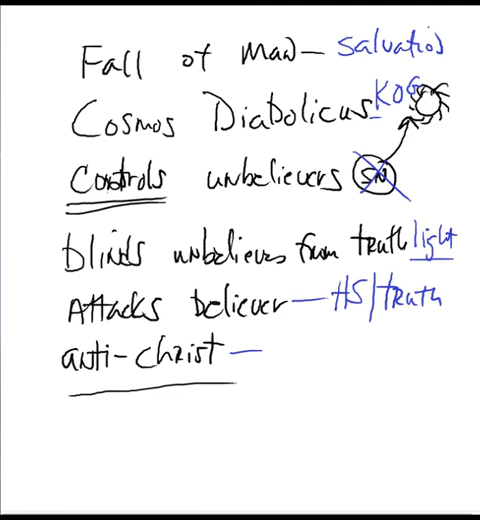 Fall of Man - Salvation
Cosmos Diabolicus KOG
Controls unbelievers SN
blinds unbelievers from truth light
Attacks believer - HS/truth
anti-christ -